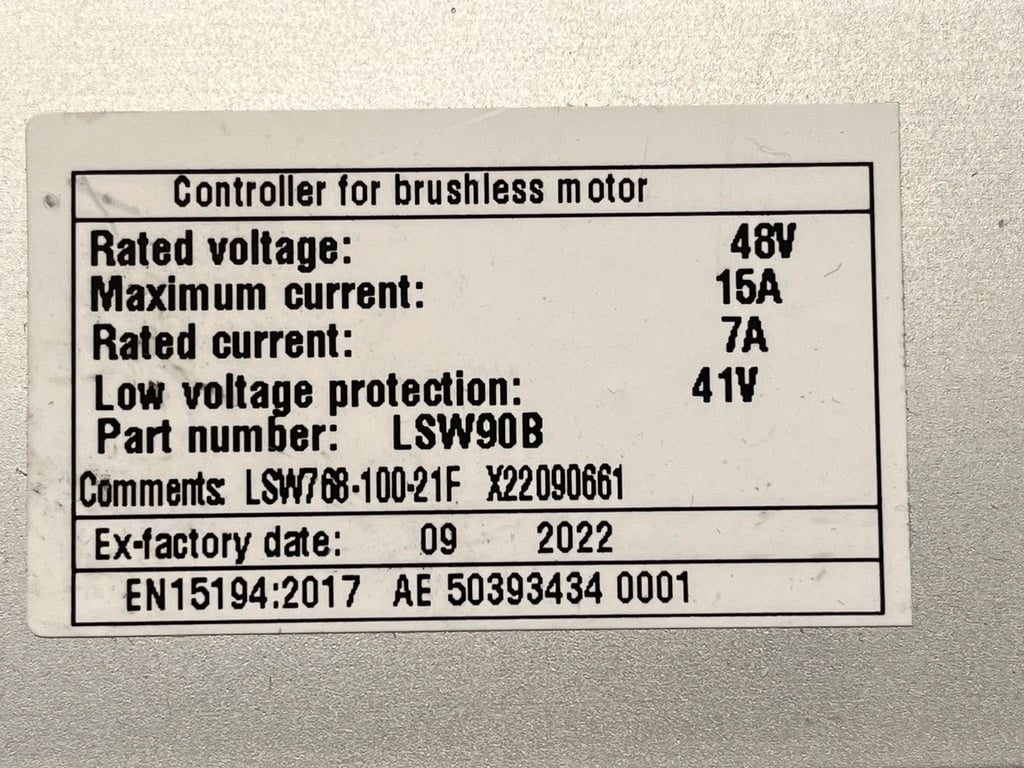 Controller for brushless motor
Rated voltage: 48V
Maximum current: 15A
Rated current: 7A
Low voltage protection: 41V
Part number: LSW90B
Comments: LSW768-100-21F X22090661
Ex-factory date: 09 2022
EN15194:2017 AE 50393434 0001